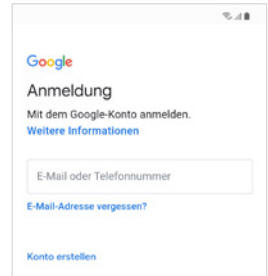 Google
Anmeldung
Mit dem Google-Konto anmelden.
Weitere Informationen
E-Mail oder Telefonnummer
E-Mail-Adresse vergessen?
Konto erstellen